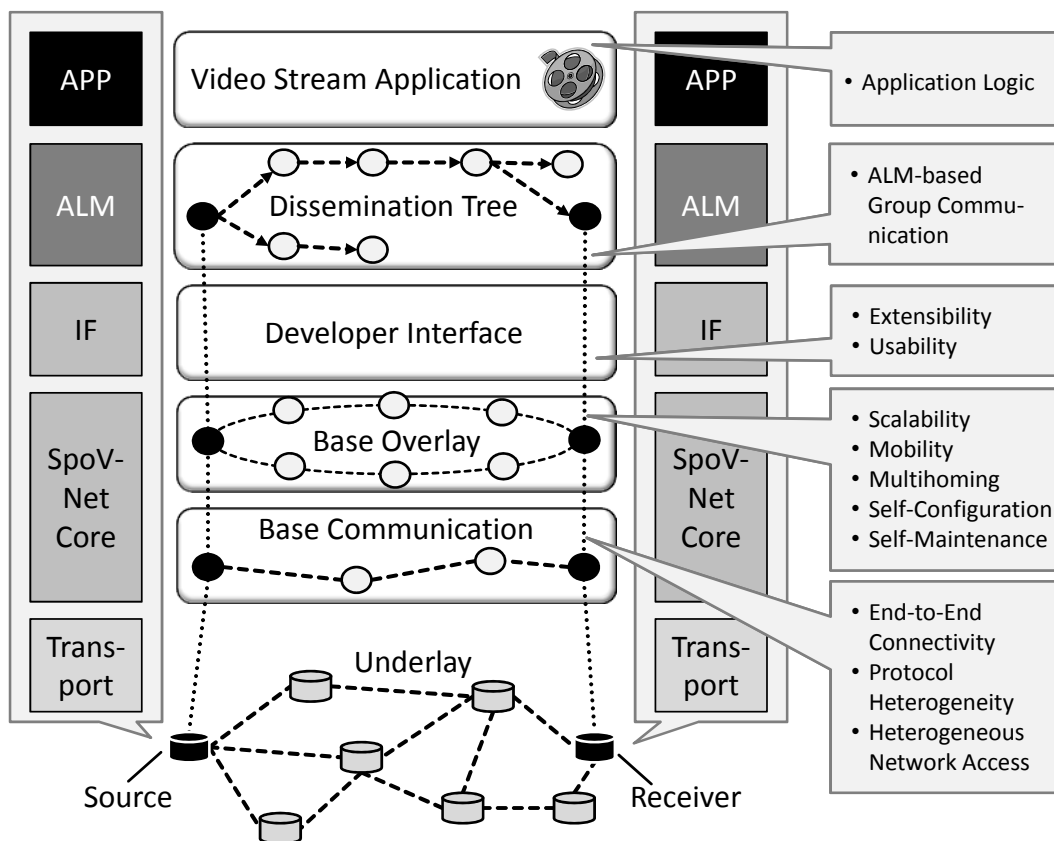 APP
ALM
IF
SpoV-
Net
Core
Trans-
port
Video Stream Application
Dissemination Tree
Developer Interface
Base Overlay
Base Communication
Underlay
Source
Receiver
APP
ALM
IF
SpoV-
Net
Core
Trans-
port
• Application Logic
• ALM-based
Group Commu-
nication
• Extensibility
• Usability
• Scalability
• Mobility
• Multihoming
• Self-Configuration
• Self-Maintenance
• End-to-End
Connectivity
• Protocol
Heterogeneity
• Heterogeneous
Network Access